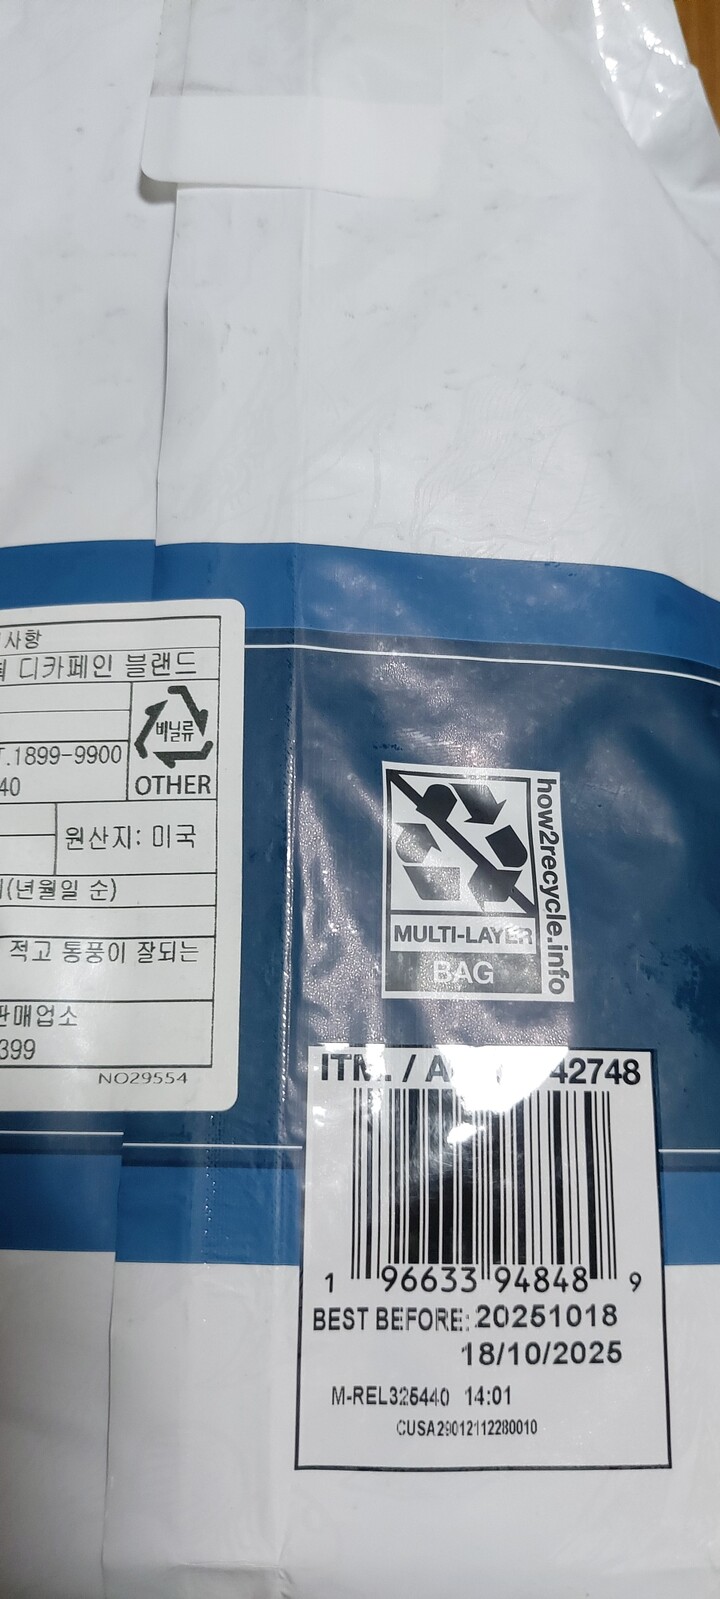 사항
디카페인 블랜드
비닐류
OTHER
T.1899-9900
40
원산지: 미국
(년월일 순)
적고 통풍이 잘되는
판매업소
399
NO29554
how2recycle.info
MULTI-LAYER
BAG
ITM. / A 42748
1 96633 94848 9
BEST BEFORE: 20251018
18/10/2025
M-REL325440 14:01
CUSA29012112280010